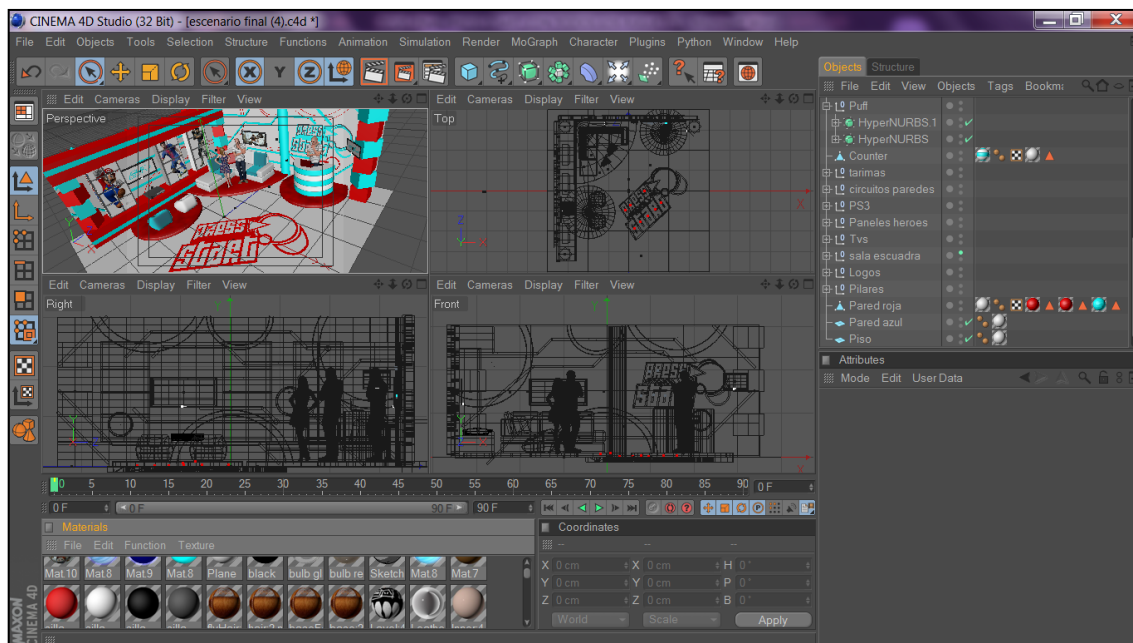 CINEMA 4D Studio (32 Bit) - [escenario final (4).c4d *]
File Edit Objects Tools Selection Structure Functions Animation Simulation Render MoGraph Character Plugins Python Window Help
X Y Z
Objects Structure
File Edit View Objects Tags Bookm
Edit Cameras Display Filter View
Edit Cameras Display Filter View
Perspective
Top
PRESS
START
Puff
HyperNURBS.1
HyperNURBS
Counter
tarimas
circuitos paredes
PS3
Paneles heroes
Tvs
sala escuadra
Logos
Pilares
Pared roja
Pared azul
Piso
Edit Cameras Display Filter View
Edit Cameras Display Filter View
Right
Front
Attributes
Mode Edit User Data
0 5 10 15 20 25 30 35 40 45 50 55 60 65 70 75 80 85 90 0 F
0 F 0 F 90 F 90 F
Materials
Coordinates
File Edit Function Texture
-- -- --
Mat.10 Mat.8 Mat.9 Mat.8 Plane black bulb gl bulb re Sketch Mat.8 Mat.7
X 0 cm X 0 cm H 0°
Y 0 cm Y 0 cm P 0°
Z 0 cm Z 0 cm B 0°
World Scale Apply
MAXON
CINEMA 4D